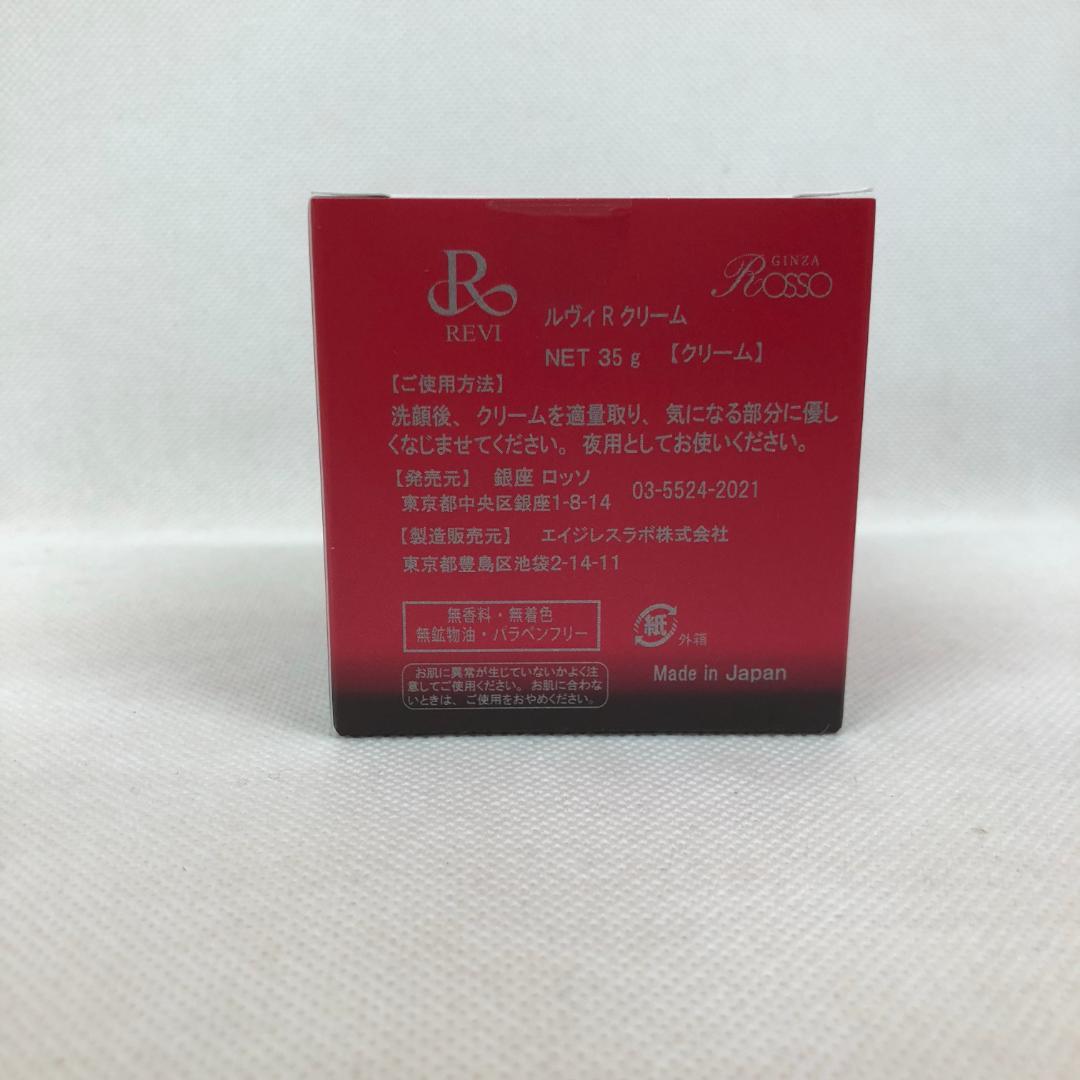 R
REVI
GINZA
Rosso
ルヴィ R クリーム
NET 35 g 【クリーム】
【ご使用方法】
洗顔後、クリームを適量取り、気になる部分に優し
くなじませてください。夜用としてお使いください。
【発売元】 銀座 ロッソ
東京都中央区銀座1-8-14 03-5524-2021
【製造販売元】 エイジレスラボ株式会社
東京都豊島区池袋2-14-11
無香料・無着色
無鉱物油・パラベンフリー
紙 外箱
お肌に異常が生じていないかよく注
意してご使用ください。お肌に合わな
いときは、ご使用をおやめください。
Made in Japan